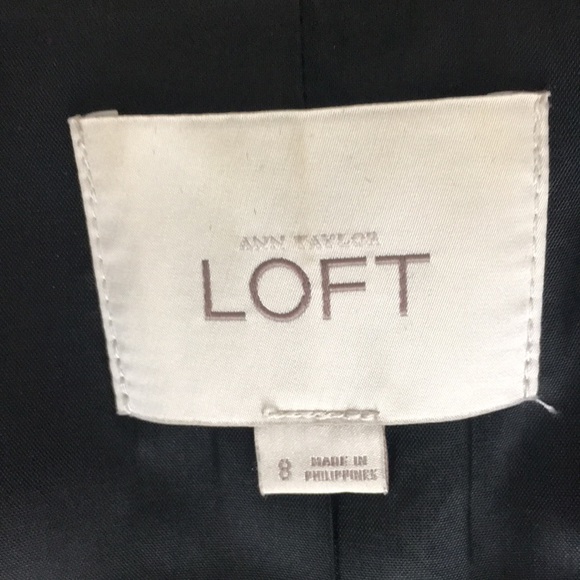 ANN TAYLOR
LOFT
8 MADE IN
PHILIPPINES